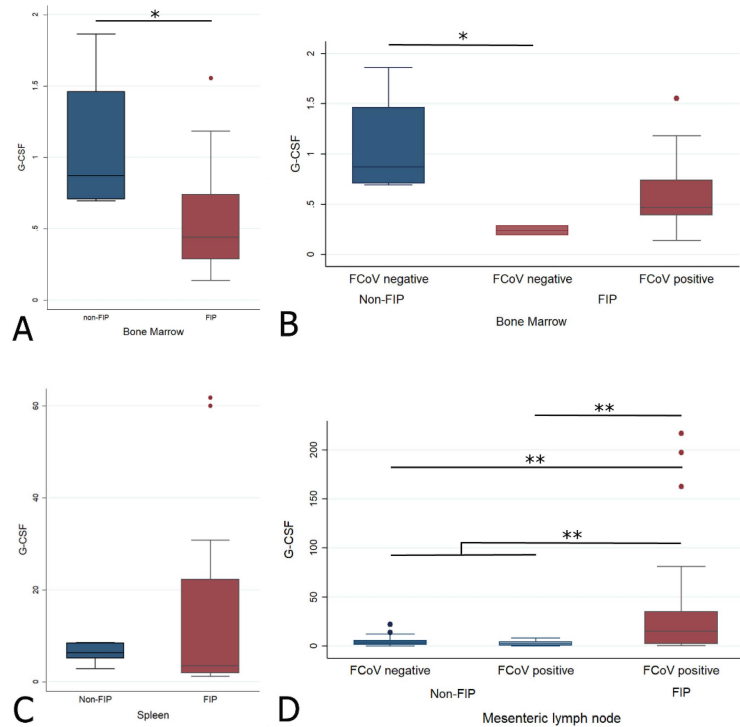 2
1.5
1
.5
0
G-CSF
*
non-FIP FIP
Bone Marrow
A
2
1.5
1
.5
0
G-CSF
*
FCoV negative FCoV negative FCoV positive
Non-FIP FIP
Bone Marrow
B
60
40
20
0
G-CSF
Non-FIP FIP
Spleen
C
200
150
100
50
0
G-CSF
**
**
**
FCoV negative FCoV positive FCoV positive
Non-FIP FIP
Mesenteric lymph node
D